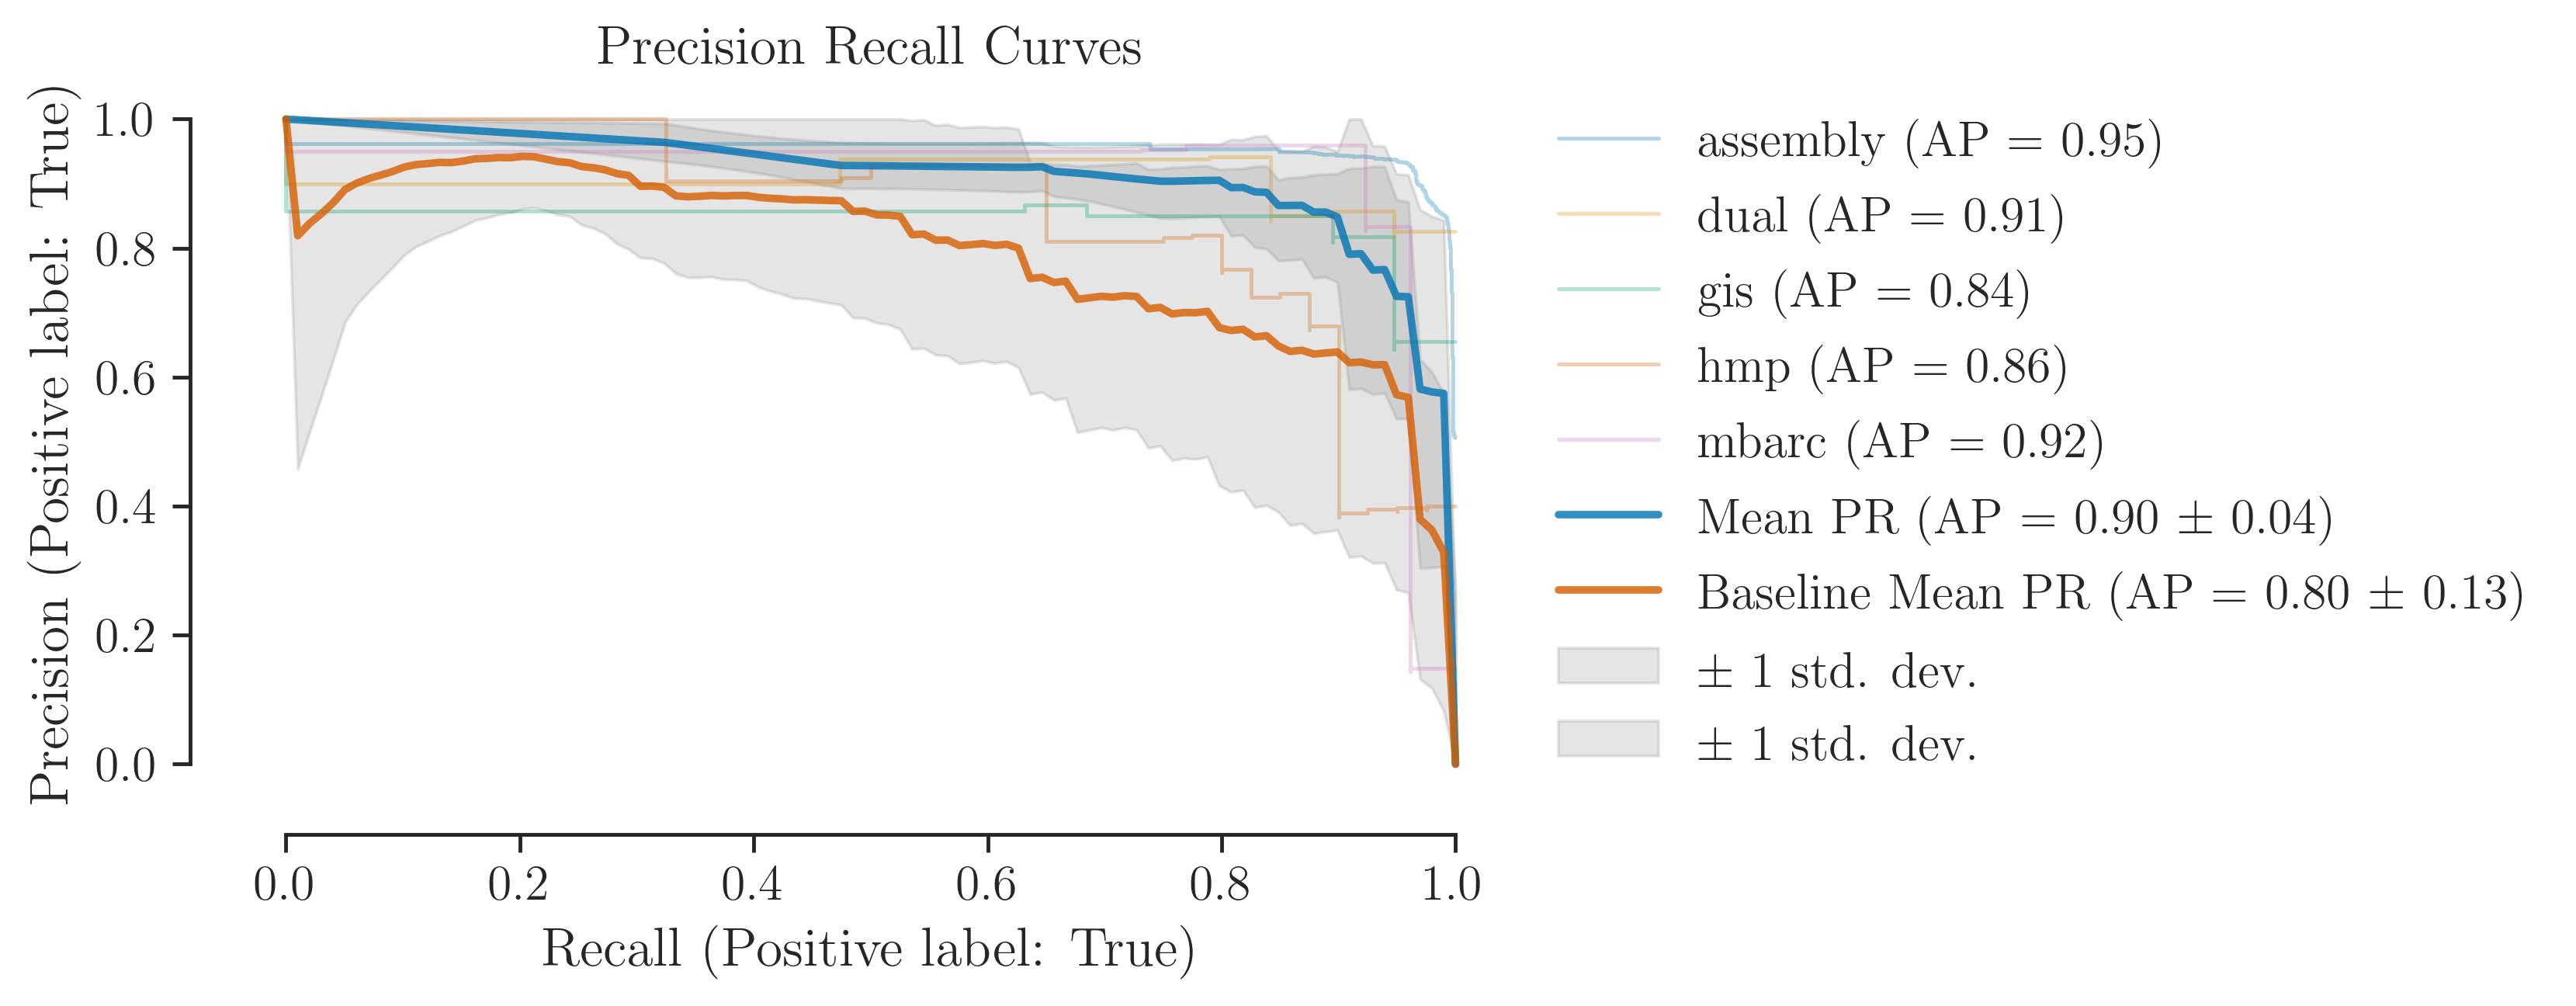 Precision Recall Curves
Precision (Positive label: True)
1.0
0.8
0.6
0.4
0.2
0.0
0.0 0.2 0.4 0.6 0.8 1.0
Recall (Positive label: True)
assembly (AP = 0.95)
dual (AP = 0.91)
gis (AP = 0.84)
hmp (AP = 0.86)
mbarc (AP = 0.92)
Mean PR (AP = 0.90 ± 0.04)
Baseline Mean PR (AP = 0.80 ± 0.13)
± 1 std. dev.
± 1 std. dev.